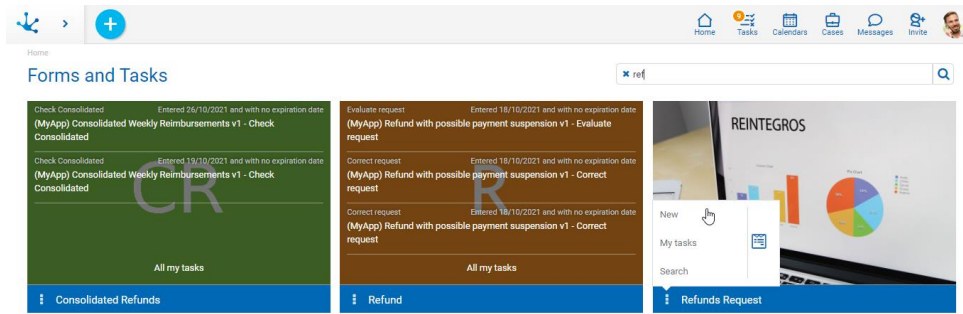 +
9
Home
Tasks
Calendars
Cases
Messages
Invite
Home
Forms and Tasks
ref
Check Consolidated Entered 26/10/2021 and with no expiration date
(MyApp) Consolidated Weekly Reimbursements v1 - Check
Consolidated
Check Consolidated Entered 19/10/2021 and with no expiration date
(MyApp) Consolidated Weekly Reimbursements v1 - Check
Consolidated
CR
All my tasks
Consolidated Refunds
Evaluate request Entered 18/10/2021 and with no expiration date
(MyApp) Refund with possible payment suspension v1 - Evaluate
request
Correct request Entered 18/10/2021 and with no expiration date
(MyApp) Refund with possible payment suspension v1 - Correct
request
R
Correct request Entered 18/10/2021 and with no expiration date
(MyApp) Refund with possible payment suspension v1 - Correct
request
All my tasks
Refund
REINTEGROS
New
My tasks
Search
Refunds Request